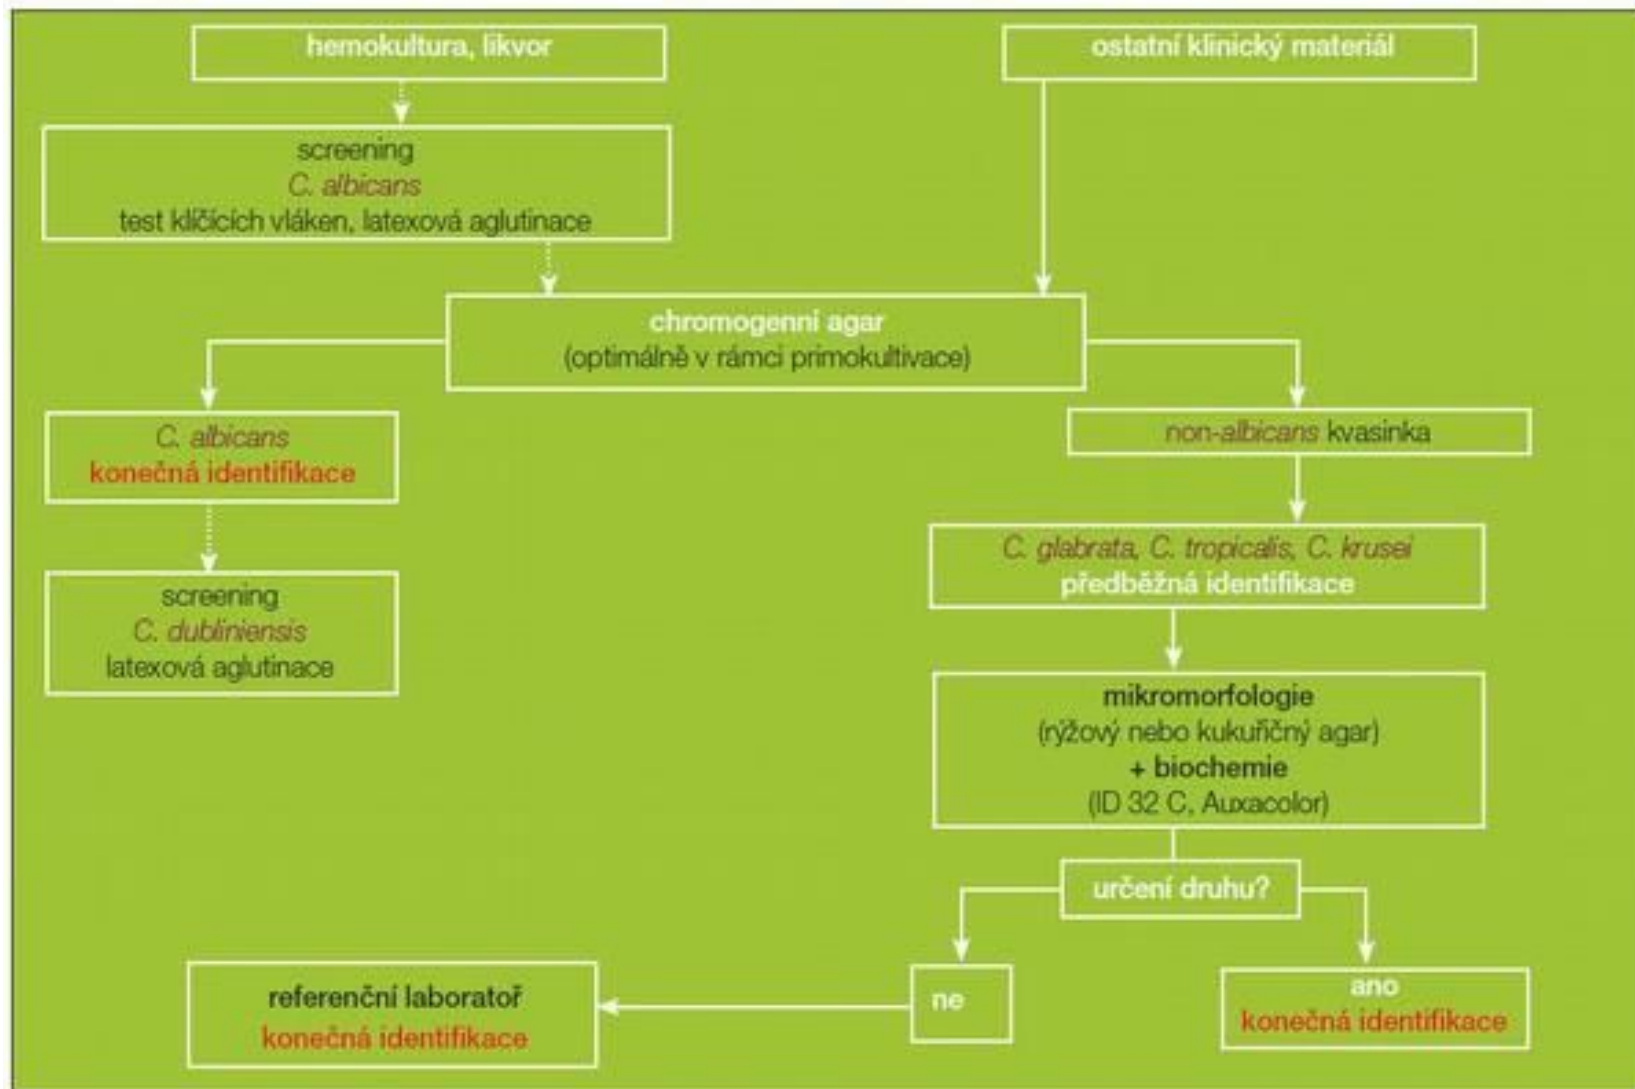 hemokultura, likvor
ostatní klinický materiál
screening
C. albicans
test klíčících vláken, latexová aglutinace
chromogenní agar
(optimálně v rámci primokultivace)
C. albicans
konečná identifikace
non-albicans kvasinka
C. glabrata, C. tropicalis, C. krusei
předběžná identifikace
screening
C. dubliniensis
latexová aglutinace
mikromorfologie
(rýžový nebo kukuřičný agar)
+ biochemie
(ID 32 C, Auxacolor)
určení druhu?
referenční laboratoř
konečná identifikace
ne
ano
konečná identifikace